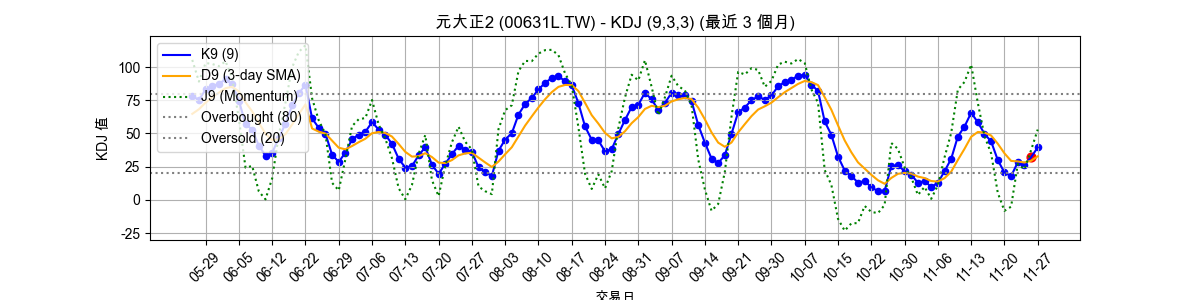 元大正2 (00631L.TW) - KDJ (9,3,3) (最近 3 個月)
KDJ 值
100
75
50
25
0
-25
K9 (9)
D9 (3-day SMA)
J9 (Momentum)
Overbought (80)
Oversold (20)
05-29 06-05 06-12 06-22 06-29 07-06 07-13 07-20 07-27 08-03 08-10 08-17 08-24 08-31 09-07 09-14 09-21 09-30 10-07 10-15 10-22 10-30 11-06 11-13 11-20 11-27
交易日